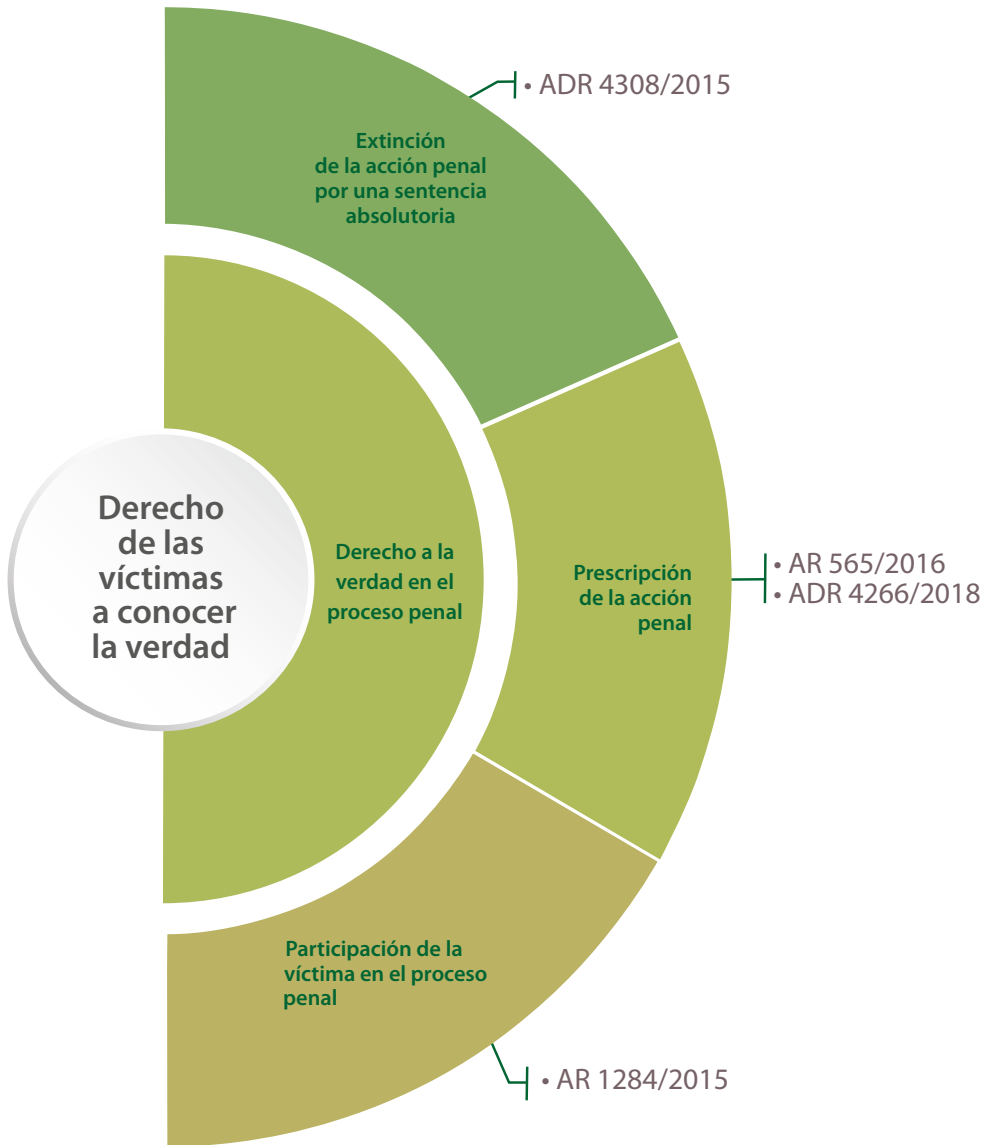 • ADR 4308/2015
Extinción
de la acción penal
por una sentencia
absolutoria
Derecho
de las
víctimas
a conocer
la verdad
Derecho a la
verdad en el
proceso penal
Prescripción
de la acción
penal
• AR 565/2016
• ADR 4266/2018
Participación de la
víctima en el proceso
penal
• AR 1284/2015